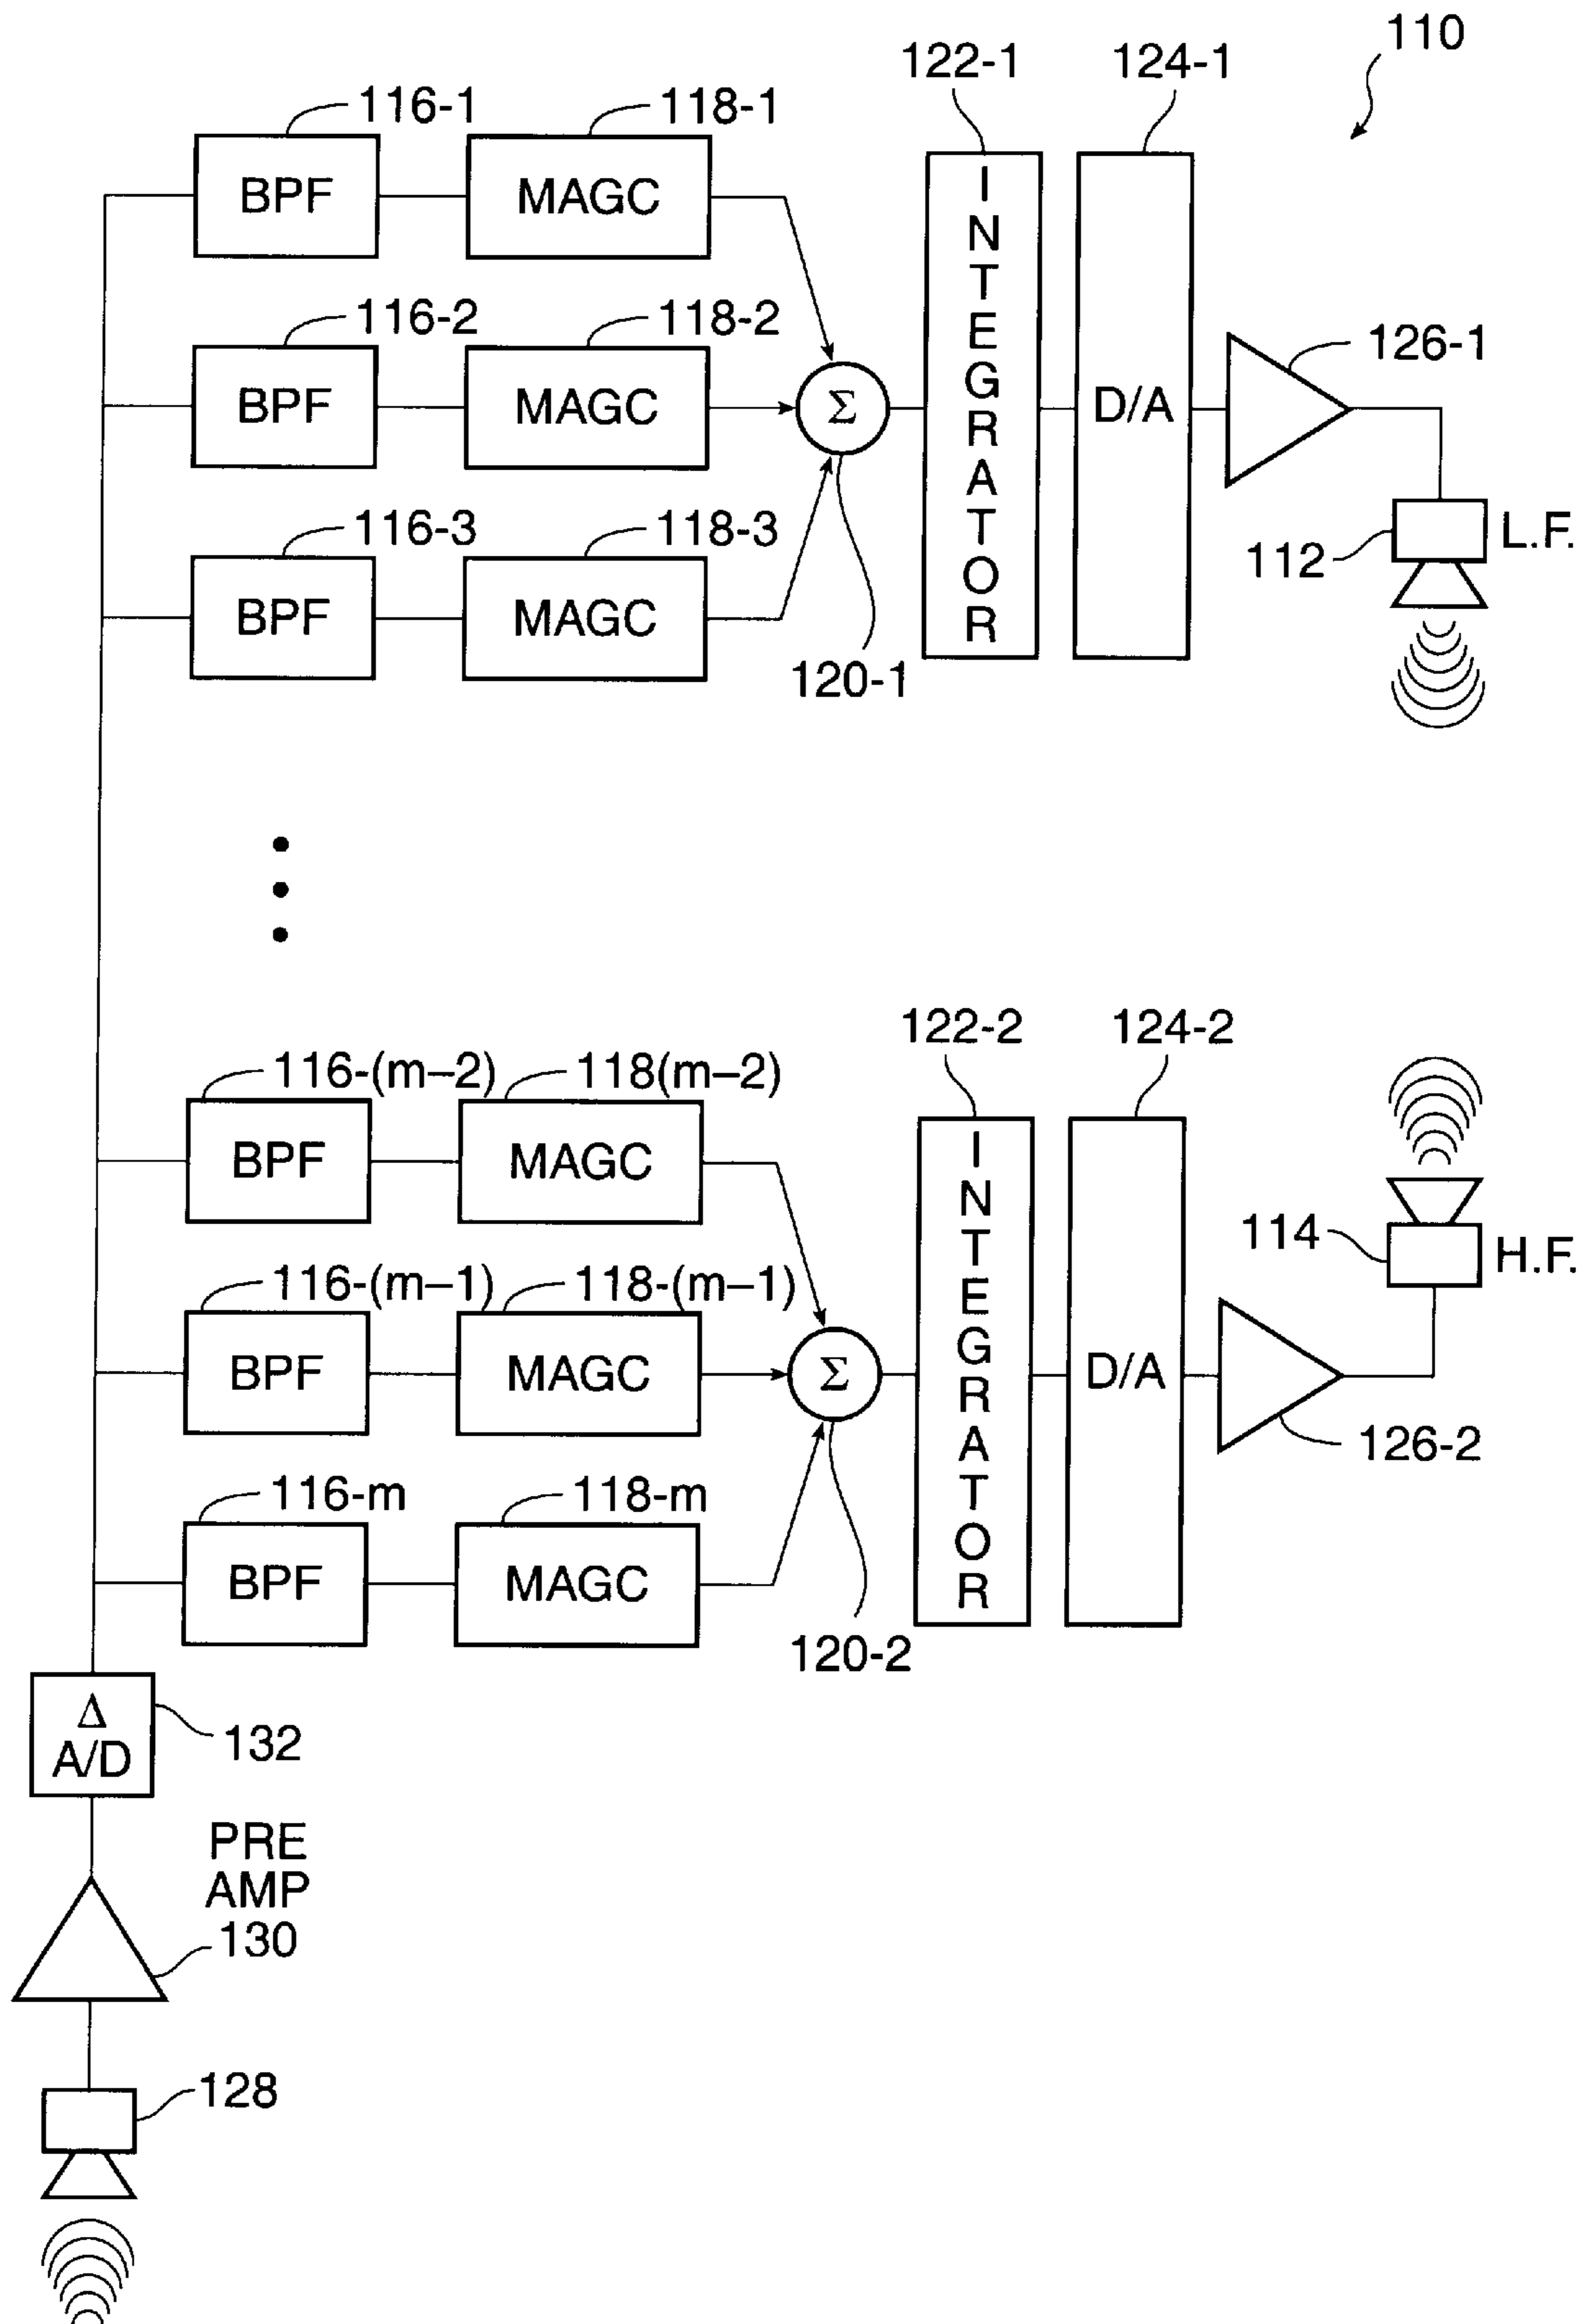 110
122-1 124-1
116-1 118-1
BPF MAGC
116-2 118-2
BPF MAGC
Σ
INTEGRATOR
D/A
126-1
116-3 118-3
BPF MAGC
120-1
112
L.F.
122-2 124-2
116-(m–2) 118(m–2)
BPF MAGC
116-(m–1) 118-(m–1)
BPF MAGC
Σ
INTEGRATOR
D/A
114
H.F.
126-2
116-m 118-m
BPF MAGC
120-2
Δ
A/D
132
PRE
AMP
130
128